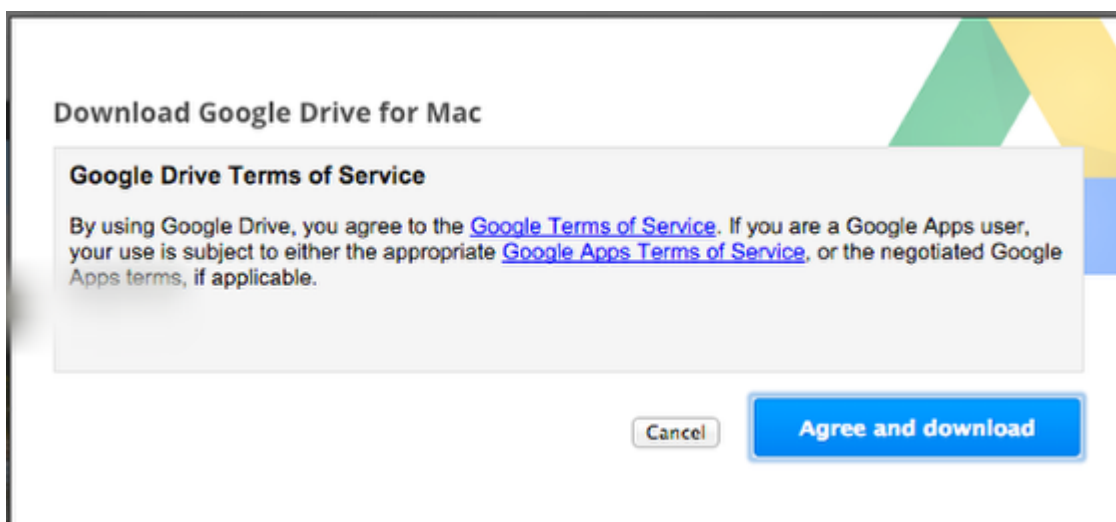 Download Google Drive for Mac
Google Drive Terms of Service
By using Google Drive, you agree to the Google Terms of Service. If you are a Google Apps user,
your use is subject to either the appropriate Google Apps Terms of Service, or the negotiated Google
Apps terms, if applicable.
Cancel
Agree and download